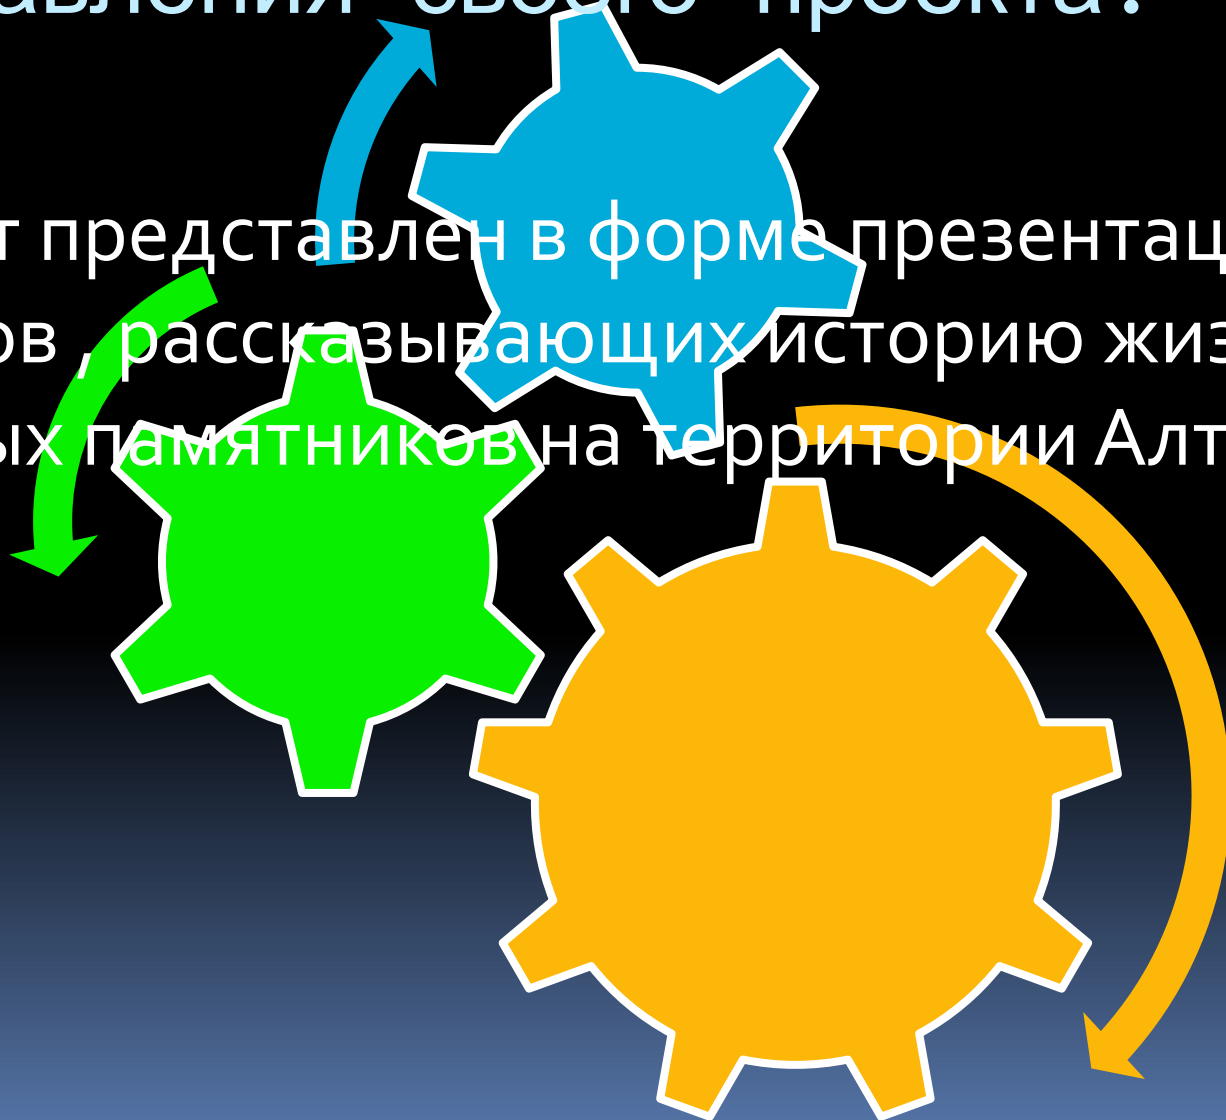 авления своего проекта?
т представлен в форме презентац
ов , рассказывающих историю жиз
ых памятников на территории Алт